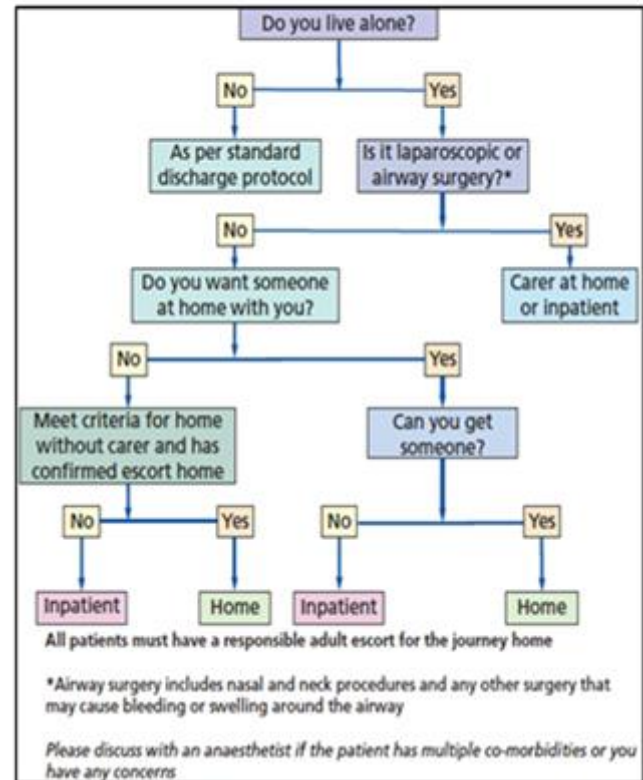 Do you live alone?
No
Yes
As per standard
discharge protocol
Is it laparoscopic or
airway surgery?*
No
Yes
Do you want someone
at home with you?
Carer at home
or inpatient
No
Yes
Meet criteria for home
without carer and has
confirmed escort home
Can you get
someone?
No
Yes
No
Yes
Inpatient
Home
Inpatient
Home
All patients must have a responsible adult escort for the journey home
*Airway surgery includes nasal and neck procedures and any other surgery that
may cause bleeding or swelling around the airway
Please discuss with an anaesthetist if the patient has multiple co-morbidities or you
have any concerns